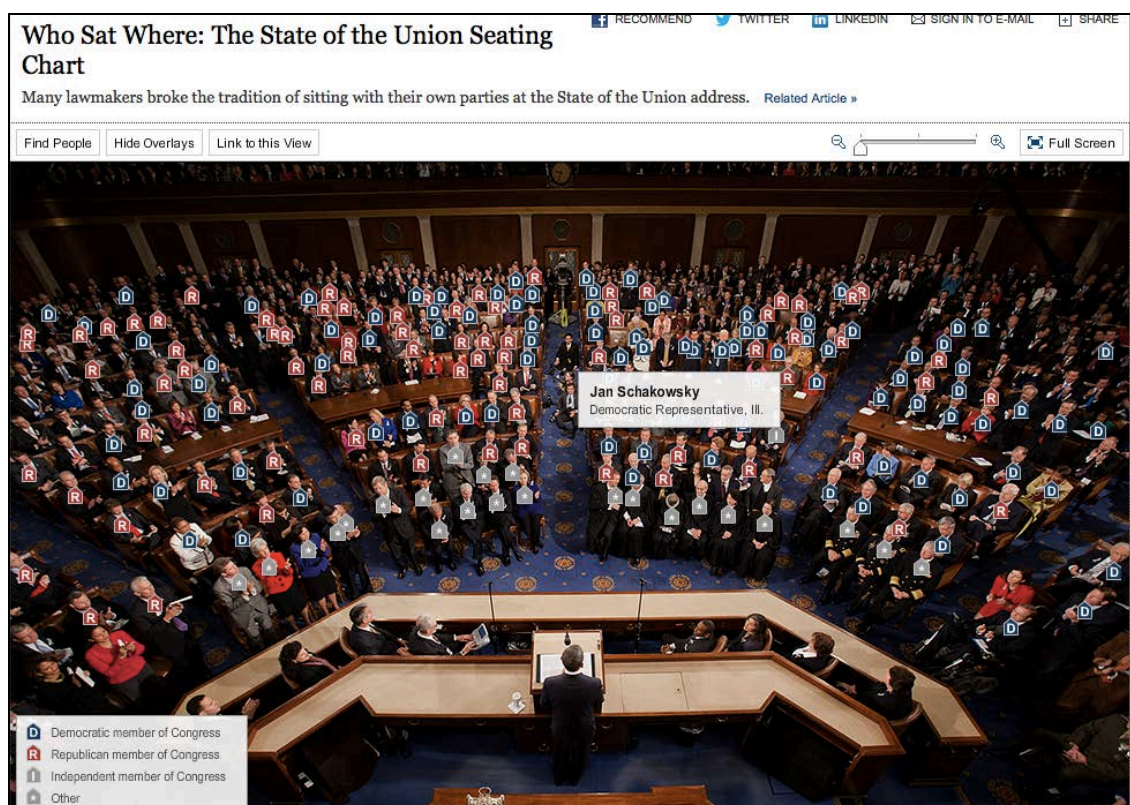 RECOMMEND TWITTER LINKEDIN SIGN IN TO E-MAIL SHARE
Who Sat Where: The State of the Union Seating
Chart
Many lawmakers broke the tradition of sitting with their own parties at the State of the Union address. Related Article »
Find People Hide Overlays Link to this View Full Screen
Jan Schakowsky
Democratic Representative, Ill.
D Democratic member of Congress
R Republican member of Congress
I Independent member of Congress
Other